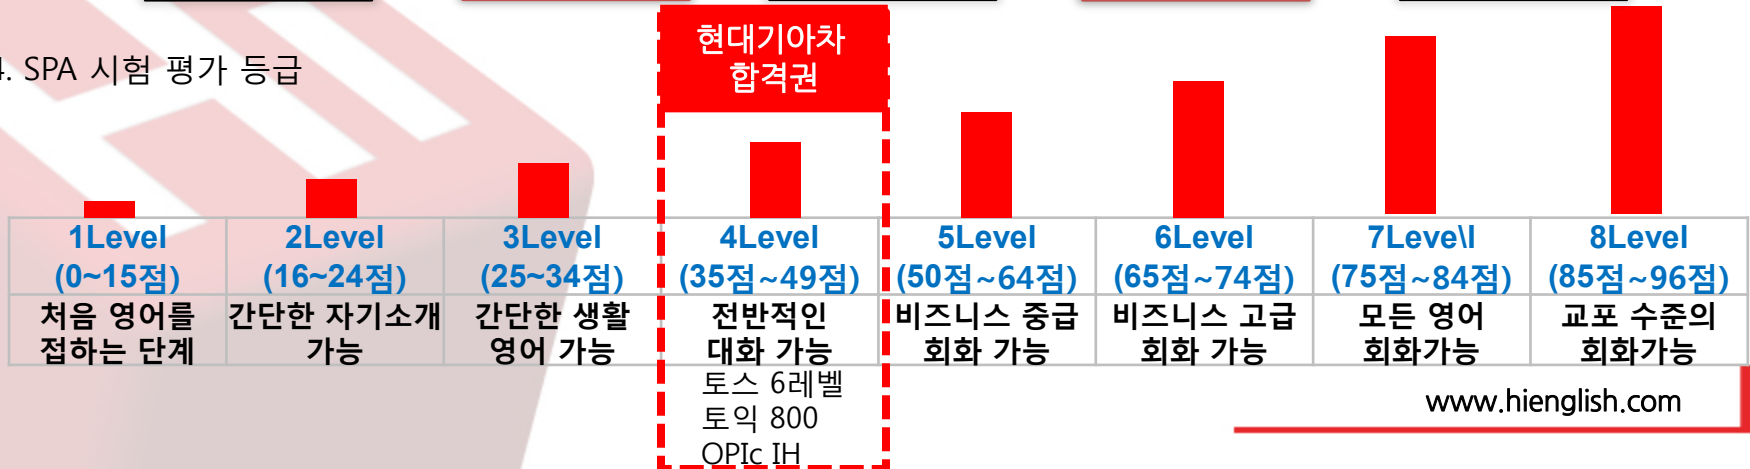 현대기아차
합격권
4. SPA 시험 평가 등급
1Level
(0~15점)
2Level
(16~24점)
3Level
(25~34점)
4Level
(35점~49점)
5Level
(50점~64점)
6Level
(65점~74점)
7Leve\l
(75점~84점)
8Level
(85점~96점)
처음 영어를
접하는 단계
간단한 자기소개
가능
간단한 생활
영어 가능
전반적인
대화 가능
비즈니스 중급
회화 가능
비즈니스 고급
회화 가능
모든 영어
회화가능
교포 수준의
회화가능
토스 6레벨
토익 800
OPIc IH
www.hienglish.com